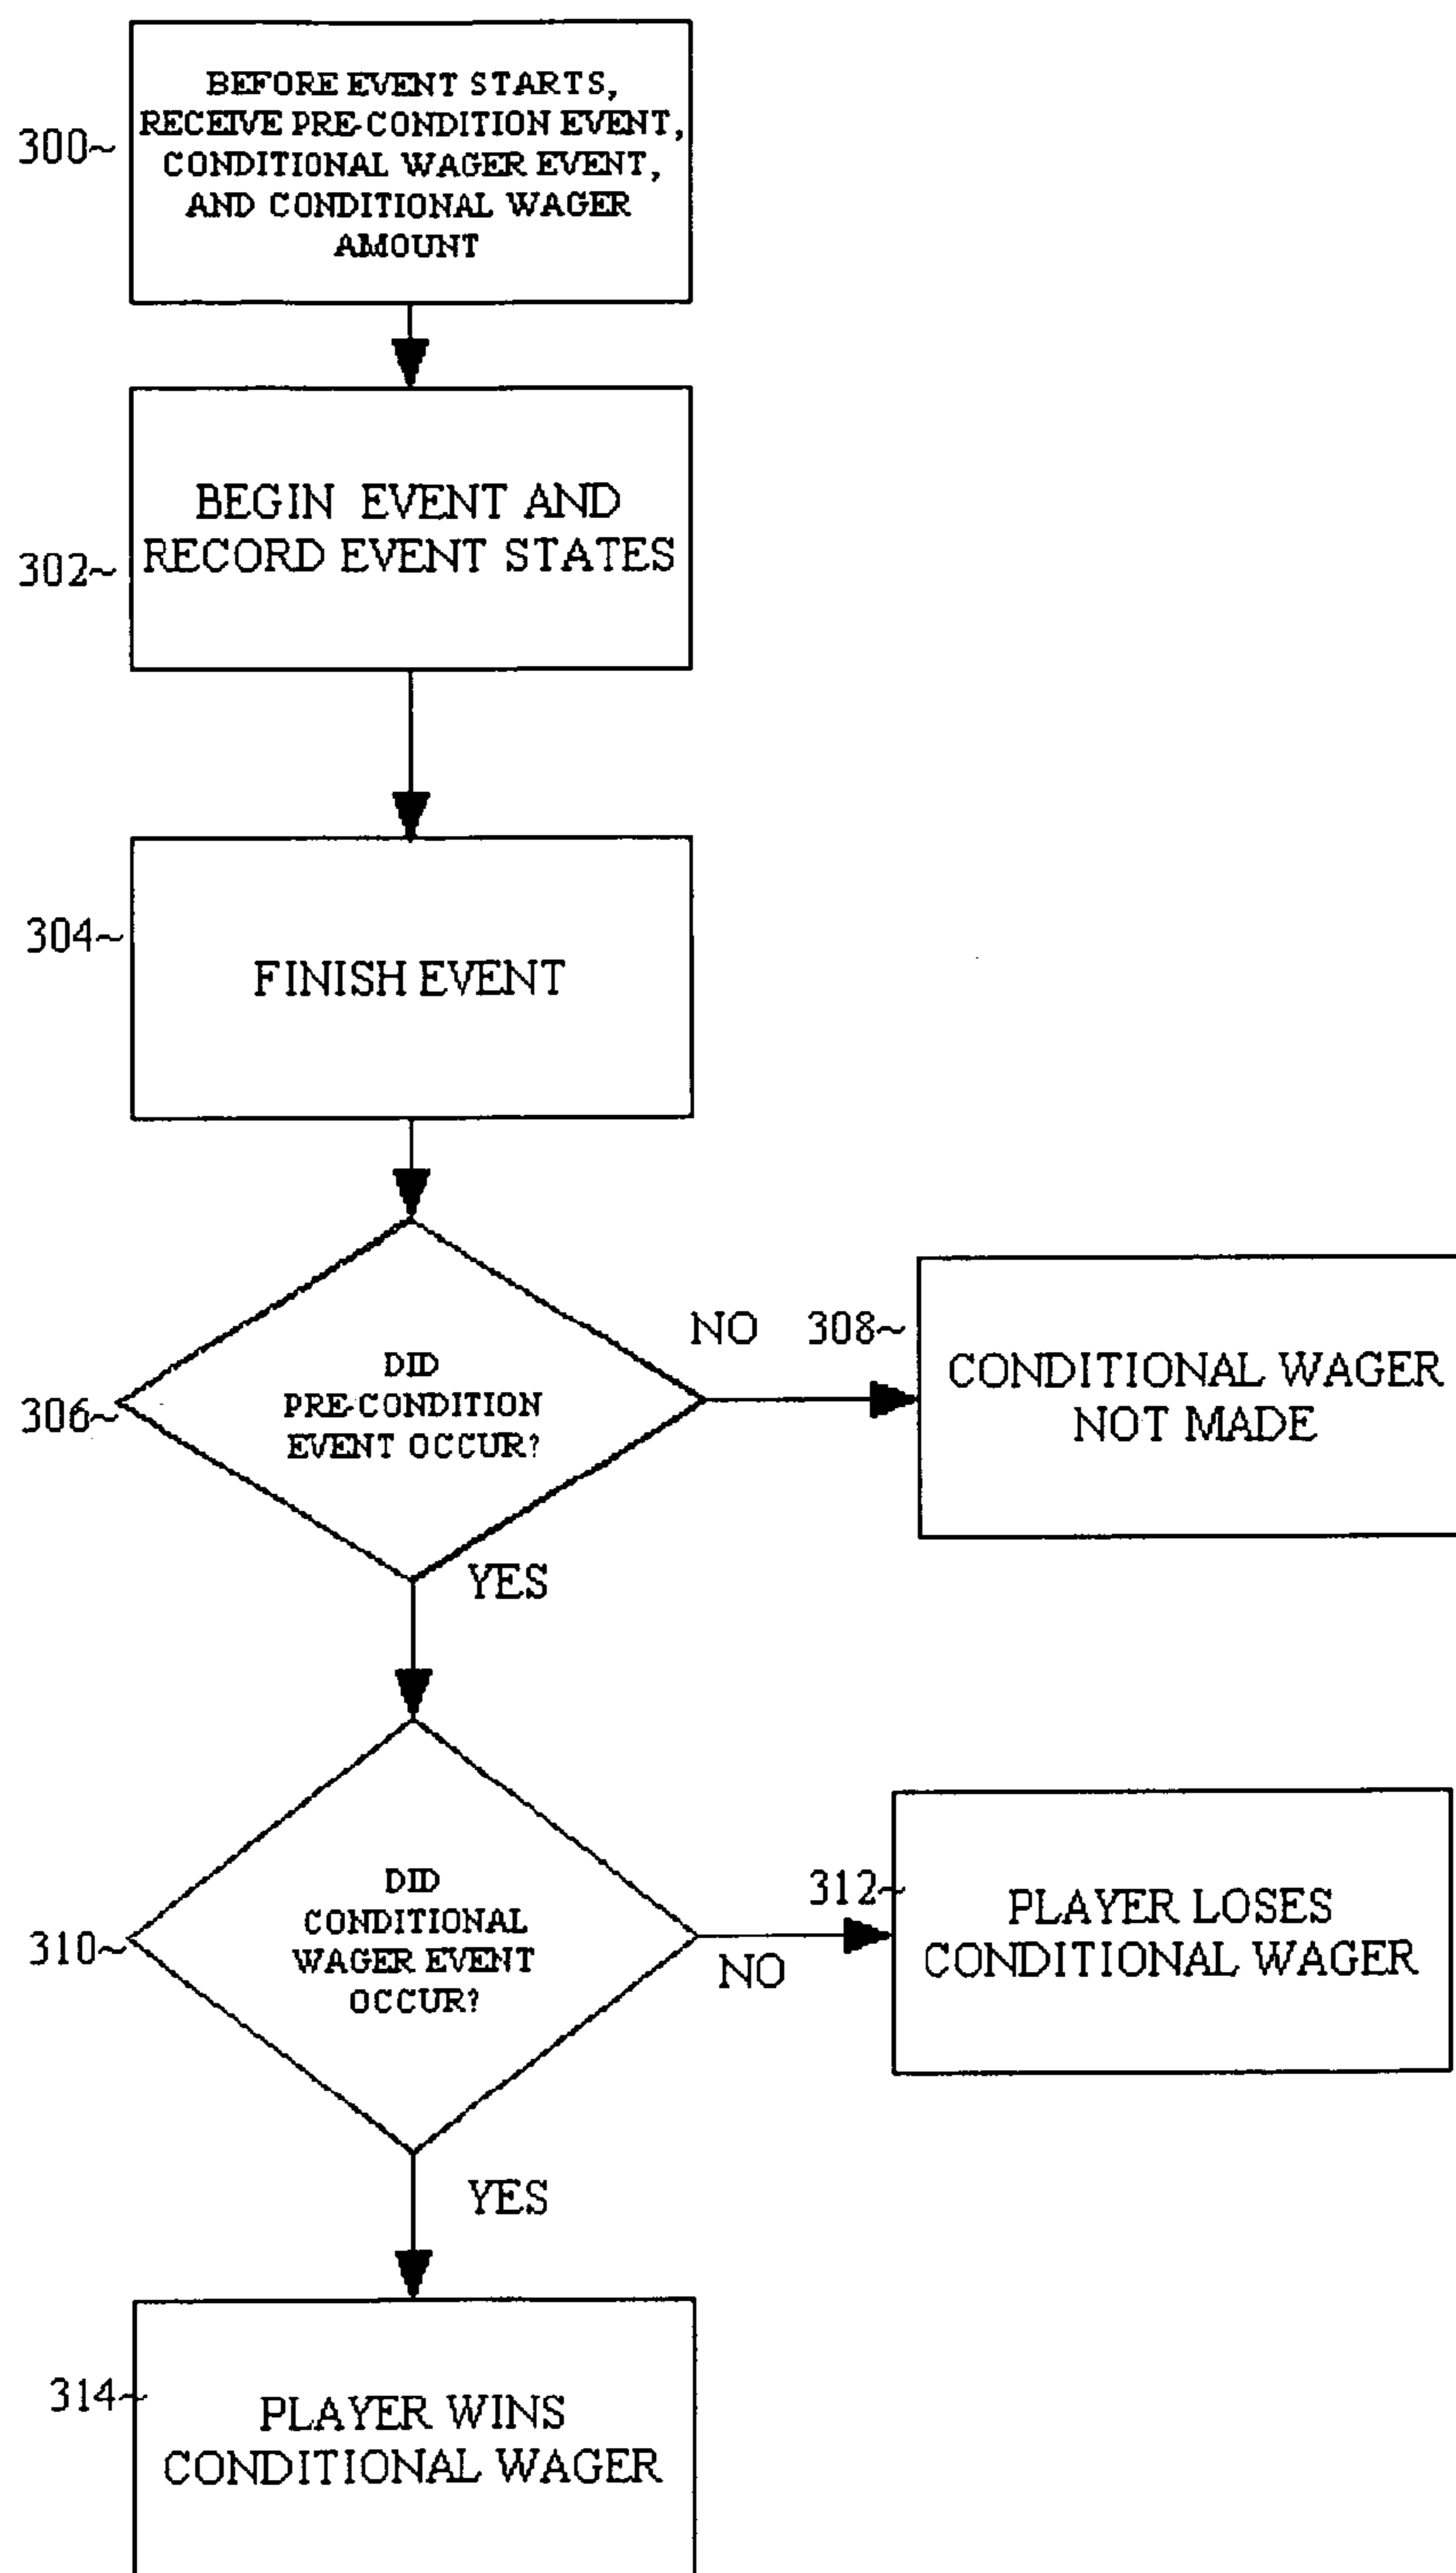 300~
BEFORE EVENT STARTS,
RECEIVE PRE-CONDITION EVENT,
CONDITIONAL WAGER EVENT,
AND CONDITIONAL WAGER
AMOUNT
302~
BEGIN EVENT AND
RECORD EVENT STATES
304~
FINISH EVENT
306~
DID
PRE-CONDITION
EVENT OCCUR?
NO
308~
CONDITIONAL WAGER
NOT MADE
YES
310~
DID
CONDITIONAL
WAGER EVENT
OCCUR?
NO
312~
PLAYER LOSES
CONDITIONAL WAGER
YES
314~
PLAYER WINS
CONDITIONAL WAGER